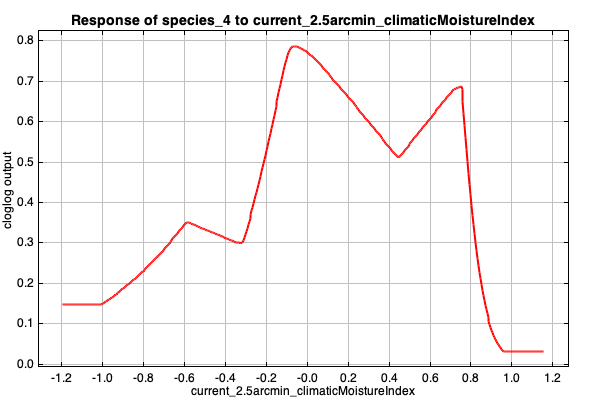 Response of species_4 to current_2.5arcmin_climaticMoistureIndex
0.8
0.7
0.6
0.5
0.4
0.3
0.2
0.1
0.0
cloglog output
-1.2 -1.0 -0.8 -0.6 -0.4 -0.2 -0.0 0.2 0.4 0.6 0.8 1.0 1.2
current_2.5arcmin_climaticMoistureIndex